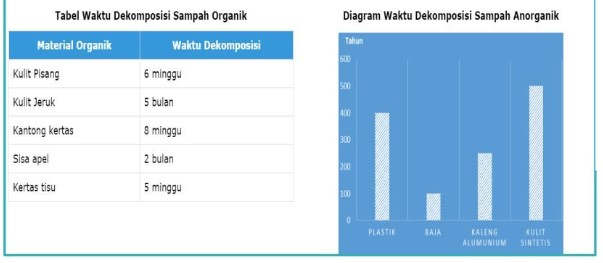 Tabel Waktu Dekomposisi Sampah Organik
Material Organik Waktu Dekomposisi
Kulit Pisang 6 minggu
Kulit Jeruk 5 bulan
Kantong kertas 8 minggu
Sisa apel 2 bulan
Kertas tisu 5 minggu
Diagram Waktu Dekomposisi Sampah Anorganik
Tahun
600
500
400
300
200
100
0
PLASTIK BAJA KALENG KULIT
ALUMUNIUM SINTETIS